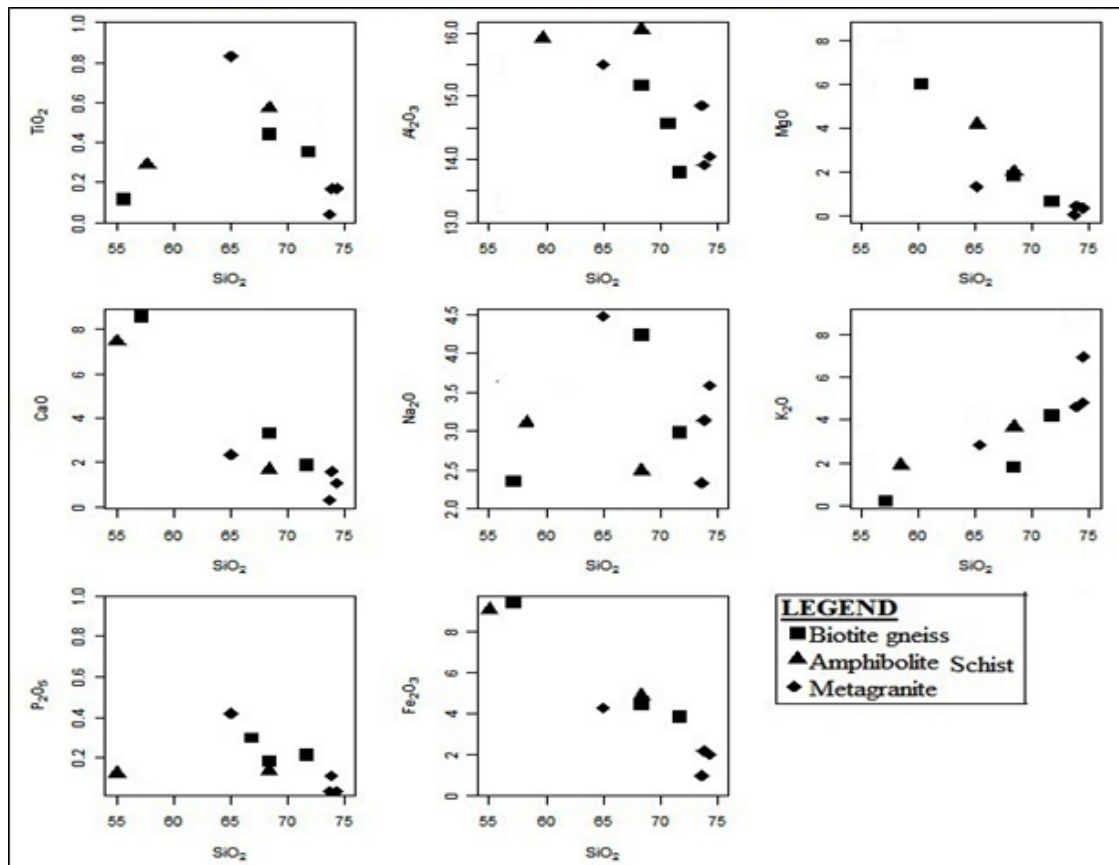 TiO₂
1.0
0.8
0.6
0.4
0.2
0.0
55 60 65 70 75
SiO₂
Al₂O₃
16.0
15.0
14.0
13.0
55 60 65 70 75
SiO₂
MgO
8
6
4
2
0
55 60 65 70 75
SiO₂
CaO
8
6
4
2
0
55 60 65 70 75
SiO₂
Na₂O
4.5
4.0
3.5
3.0
2.5
2.0
55 60 65 70 75
SiO₂
K₂O
8
6
4
2
0
55 60 65 70 75
SiO₂
P₂O₅
1.0
0.8
0.6
0.4
0.2
55 60 65 70 75
SiO₂
Fe₂O₃
8
6
4
2
0
55 60 65 70 75
SiO₂
LEGEND
Biotite gneiss
Amphibolite Schist
Metagranite